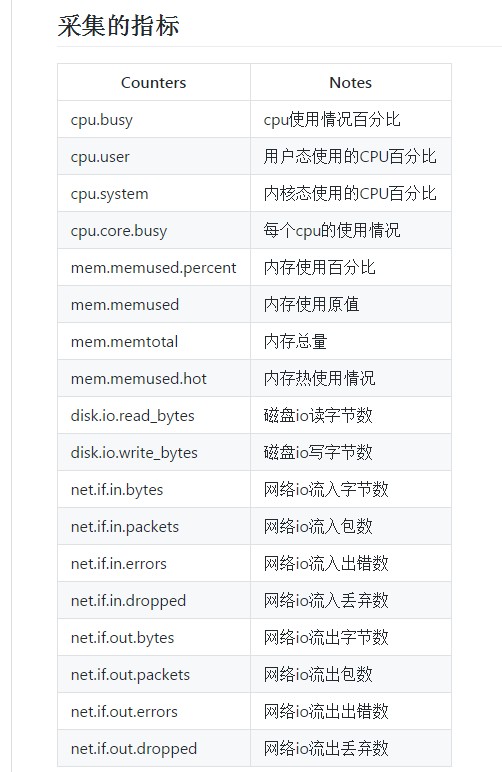 采集的指标
Counters Notes
cpu.busy cpu使用情况百分比
cpu.user 用户态使用的CPU百分比
cpu.system 内核态使用的CPU百分比
cpu.core.busy 每个cpu的使用情况
mem.memused.percent 内存使用百分比
mem.memused 内存使用原值
mem.memtotal 内存总量
mem.memused.hot 内存热使用情况
disk.io.read_bytes 磁盘io读字节数
disk.io.write_bytes 磁盘io写字节数
net.if.in.bytes 网络io流入字节数
net.if.in.packets 网络io流入包数
net.if.in.errors 网络io流入出错数
net.if.in.dropped 网络io流入丢弃数
net.if.out.bytes 网络io流出字节数
net.if.out.packets 网络io流出包数
net.if.out.errors 网络io流出出错数
net.if.out.dropped 网络io流出丢弃数